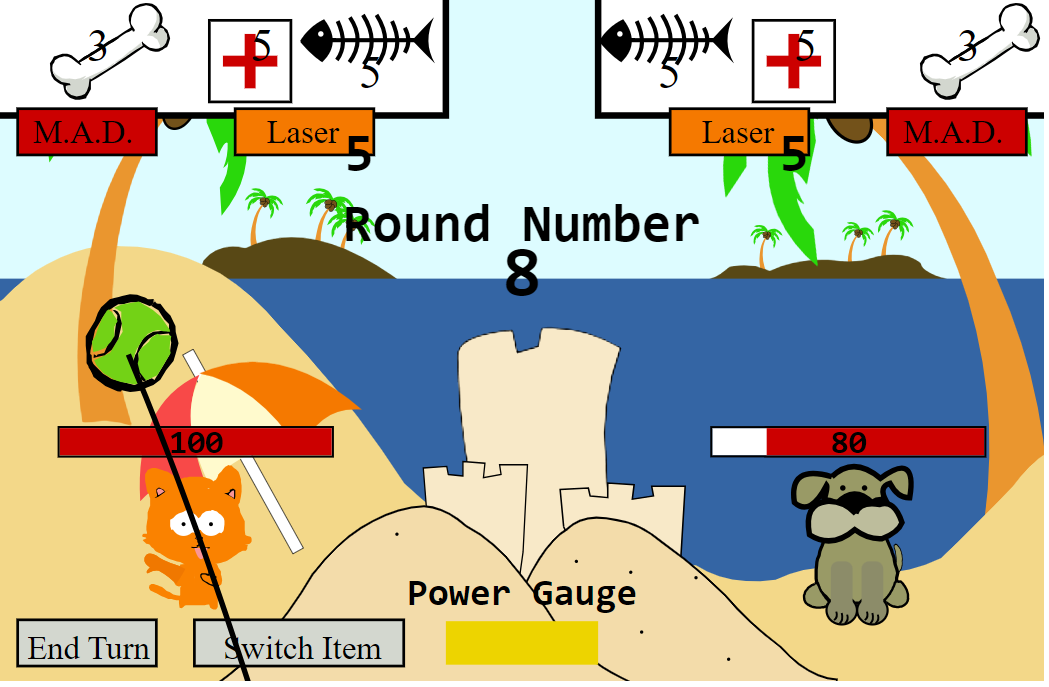 3
5
5
5
5
3
M.A.D.
Laser
5
Laser
5
M.A.D.
Round Number
8
100
80
Power Gauge
End Turn
Switch Item